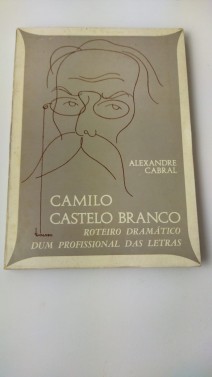 ALEXANDRE
CABRAL
CAMILO
CASTELO BRANCO
ROTEIRO DRAMÁTICO
DUM PROFISSIONAL DAS LETRAS